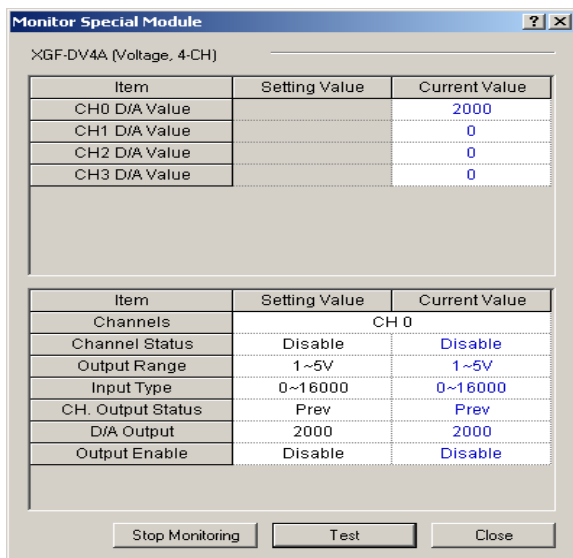 Monitor Special Module
XGF-DV4A (Voltage, 4-CH)
Item Setting Value Current Value
CH0 D/A Value 2000
CH1 D/A Value 0
CH2 D/A Value 0
CH3 D/A Value 0
Item Setting Value Current Value
Channels CH 0
Channel Status Disable Disable
Output Range 1~5V 1~5V
Input Type 0~16000 0~16000
CH. Output Status Prev Prev
D/A Output 2000 2000
Output Enable Disable Disable
Stop Monitoring Test Close